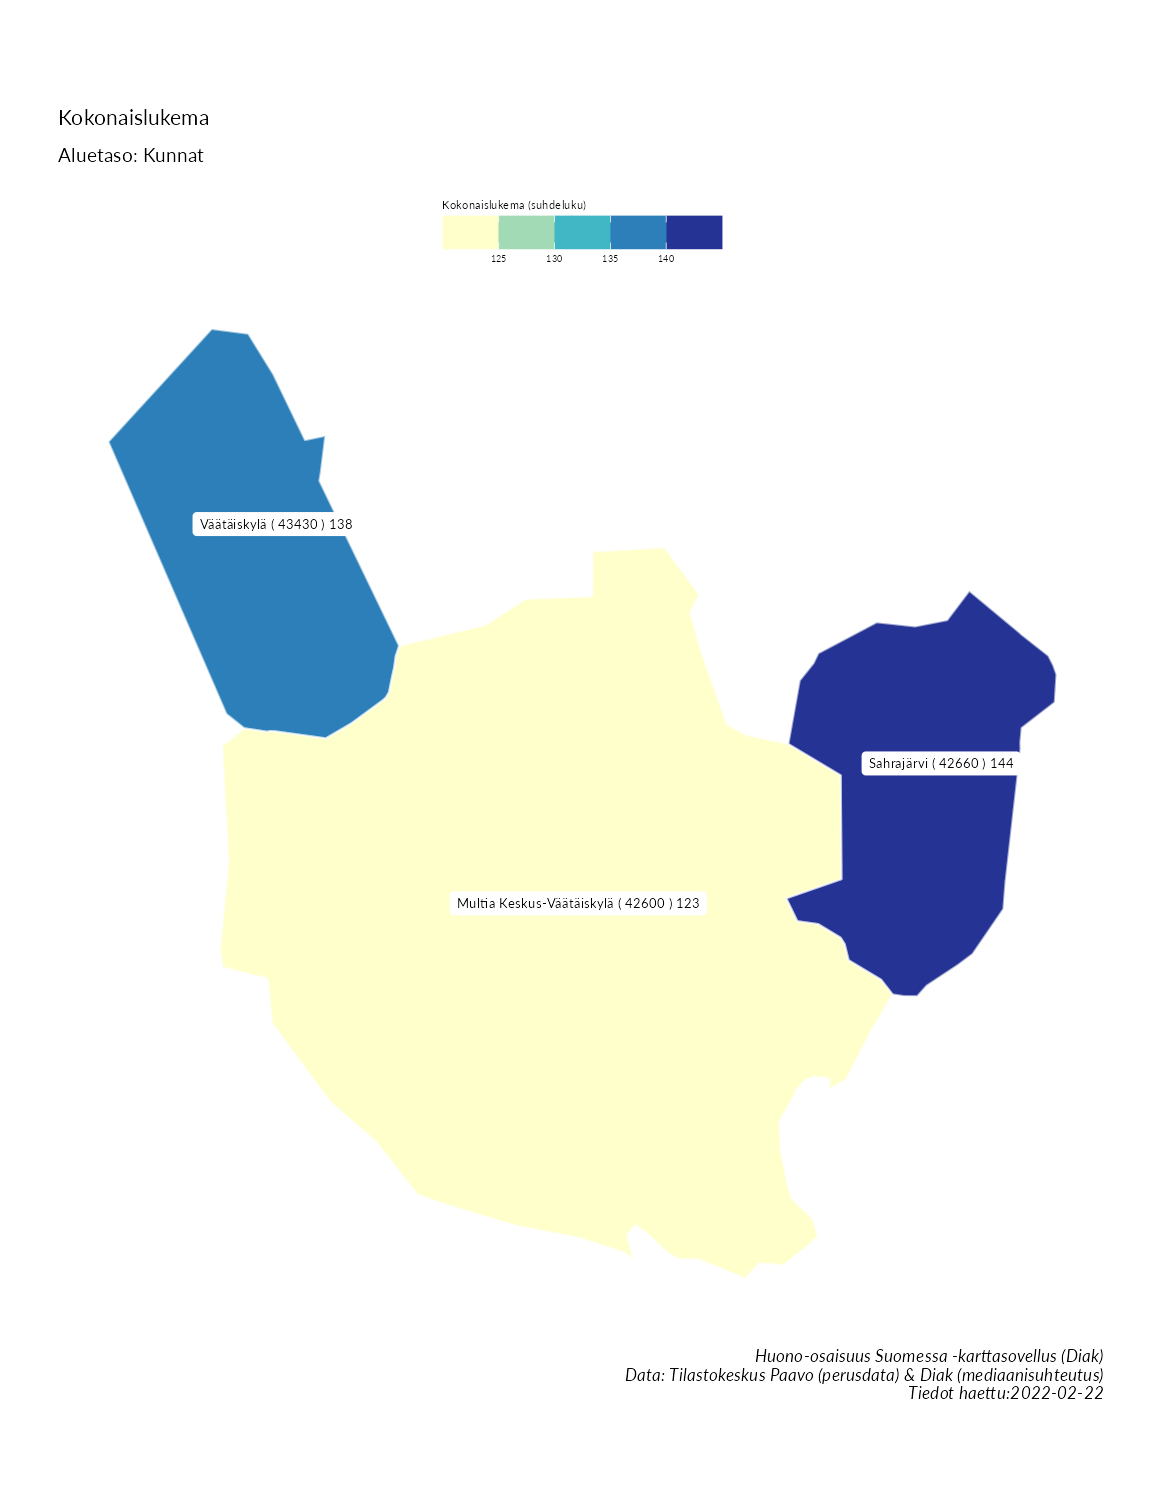 Kokonaislukema
Aluetaso: Kunnat
Kokonaislukema (suhdeluku)
125 130 135 140
Väätäiskylä ( 43430 ) 138
Sahrajärvi ( 42660 ) 144
Multia Keskus-Väätäiskylä ( 42600 ) 123
Huono-osaisuus Suomessa -karttasovellus (Diak)
Data: Tilastokeskus Paavo (perusdata) & Diak (mediaanisuhteutus)
Tiedot haettu:2022-02-22